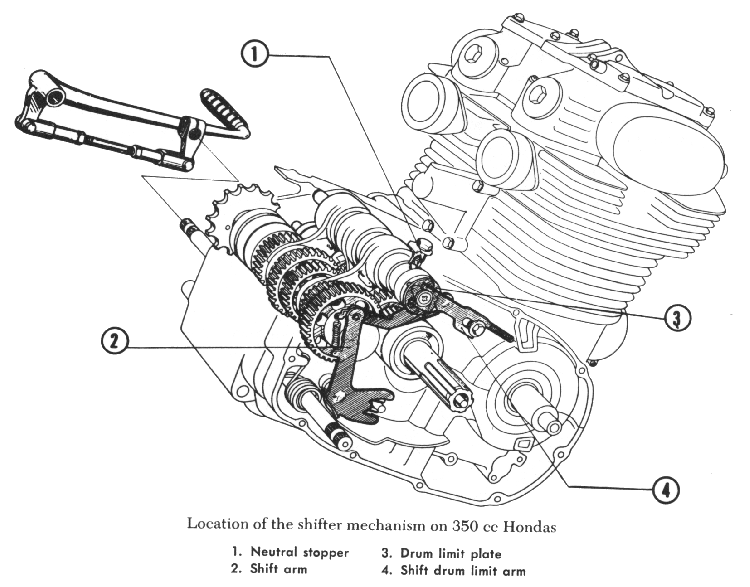 1
2
3
4
Location of the shifter mechanism on 350 cc Hondas
1. Neutral stopper 3. Drum limit plate
2. Shift arm 4. Shift drum limit arm